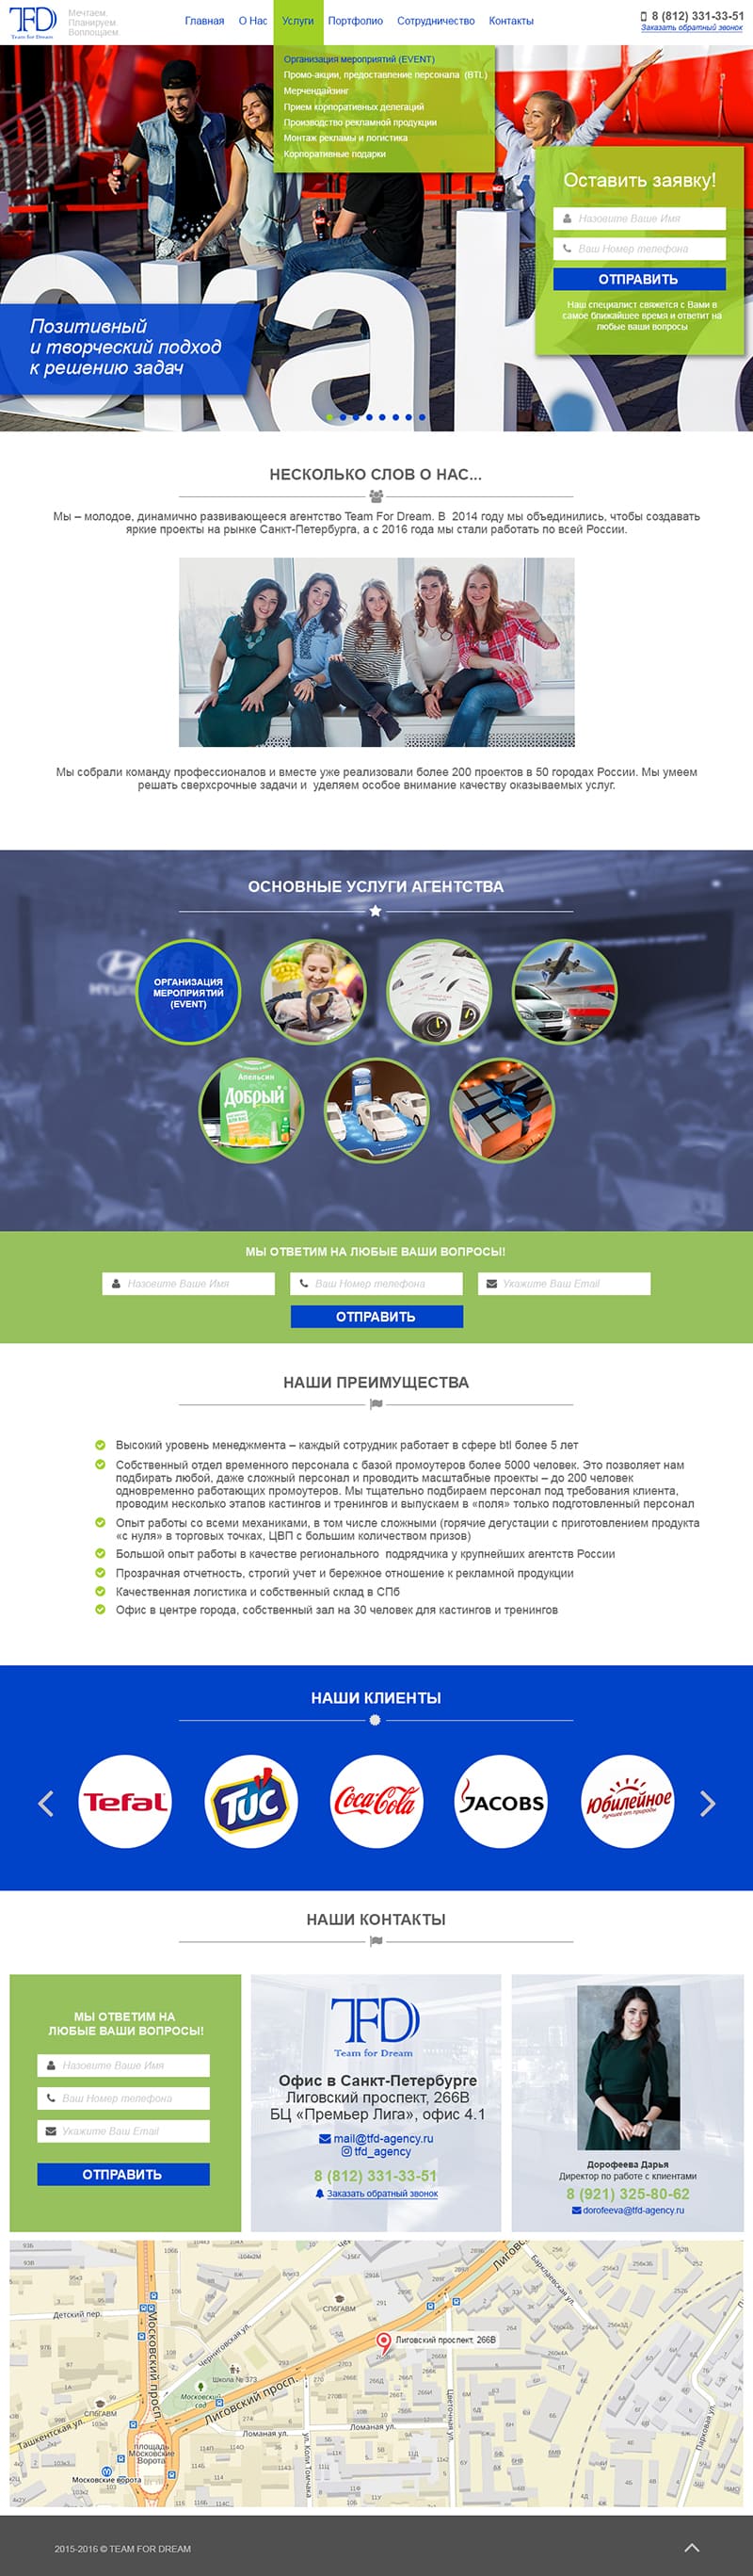 TFD
Team for Dream
Мечтаем.
Планируем.
Воплощаем.
Главная О Нас Услуги Портфолио Сотрудничество Контакты
8 (812) 331-33-51
Заказать обратный звонок
Организация мероприятий (EVENT)
Промо-акции, предоставление персонала (BTL)
Мерчендайзинг
Прием корпоративных делегаций
Производство рекламной продукции
Монтаж рекламы и логистика
Корпоративные подарки
Оставить заявку!
Назовите Ваше Имя
Ваш Номер телефона
ОТПРАВИТЬ
Наш специалист свяжется с Вами в
самое ближайшее время и ответит на
любые ваши вопросы
Позитивный
и творческий подход
к решению задач
НЕСКОЛЬКО СЛОВ О НАС...
Мы – молодое, динамично развивающееся агентство Team For Dream. В 2014 году мы объединились, чтобы создавать
яркие проекты на рынке Санкт-Петербурга, а с 2016 года мы стали работать по всей России.
Мы собрали команду профессионалов и вместе уже реализовали более 200 проектов в 50 городах России. Мы умеем
решать сверхсрочные задачи и уделяем особое внимание качеству оказываемых услуг.
ОСНОВНЫЕ УСЛУГИ АГЕНТСТВА
ОРГАНИЗАЦИЯ
МЕРОПРИЯТИЙ
(EVENT)
Апельсин
Добрый
МЫ ОТВЕТИМ НА ЛЮБЫЕ ВАШИ ВОПРОСЫ!
Назовите Ваше Имя
Ваш Номер телефона
Укажите Ваш Email
ОТПРАВИТЬ
НАШИ ПРЕИМУЩЕСТВА
Высокий уровень менеджмента – каждый сотрудник работает в сфере btl более 5 лет
Собственный отдел временного персонала с базой промоутеров более 5000 человек. Это позволяет нам
подбирать любой, даже сложный персонал и проводить масштабные проекты – до 200 человек
одновременно работающих промоутеров. Мы тщательно подбираем персонал под требования клиента,
проводим несколько этапов кастингов и тренингов и выпускаем в «поля» только подготовленный персонал
Опыт работы со всеми механиками, в том числе сложными (горячие дегустации с приготовлением продукта
«с нуля» в торговых точках, ЦВП с большим количеством призов)
Большой опыт работы в качестве регионального подрядчика у крупнейших агентств России
Прозрачная отчетность, строгий учет и бережное отношение к рекламной продукции
Качественная логистика и собственный склад в СПб
Офис в центре города, собственный зал на 30 человек для кастингов и тренингов
НАШИ КЛИЕНТЫ
Tefal
TUC
Coca-Cola
JACOBS
Юбилейное
лучшее от природы
НАШИ КОНТАКТЫ
МЫ ОТВЕТИМ НА
ЛЮБЫЕ ВАШИ ВОПРОСЫ!
Назовите Ваше Имя
Ваш Номер телефона
Укажите Ваш Email
ОТПРАВИТЬ
TFD
Team for Dream
Офис в Санкт-Петербурге
Лиговский проспект, 266В
БЦ «Премьер Лига», офис 4.1
mail@tfd-agency.ru
tfd_agency
8 (812) 331-33-51
Заказать обратный звонок
Дорофеева Дарья
Директор по работе с клиентами
8 (921) 325-80-62
dorofeeva@tfd-agency.ru
Детский пер.
Московский просп.
Черниговская ул.
СПбГАВМ
Барклаевская ул.
Лиговский проспект, 266В
Школа № 373
Московский сад
Лиговский просп.
СПбГАВМ
Ташкентская ул.
площадь
Московские
Ворота
Московские ворота
Ломаная ул.
Ломаная ул.
ул. Коли Томчака
Цветочная ул.
Парковая ул.
2015-2016 © TEAM FOR DREAM